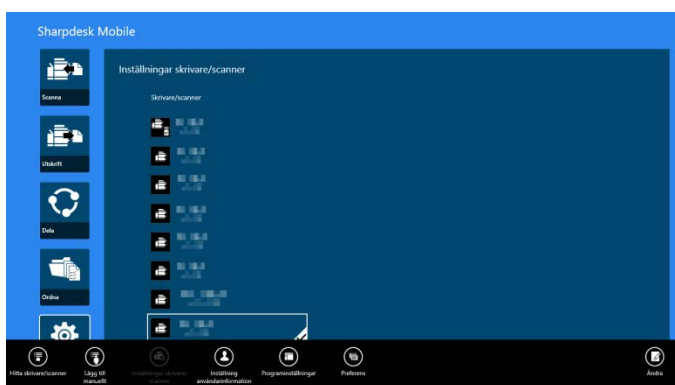 Sharpdesk Mobile
Inställningar skrivare/scanner
Skrivare/scanner
Scanna
Utskrift
Dela
Ordna
Hitta skrivare/scanner
Lägg till
manuellt
Inställningar skrivare/
scanner
Inställning
användarinformation
Programinställningar
Preferens
Ändra